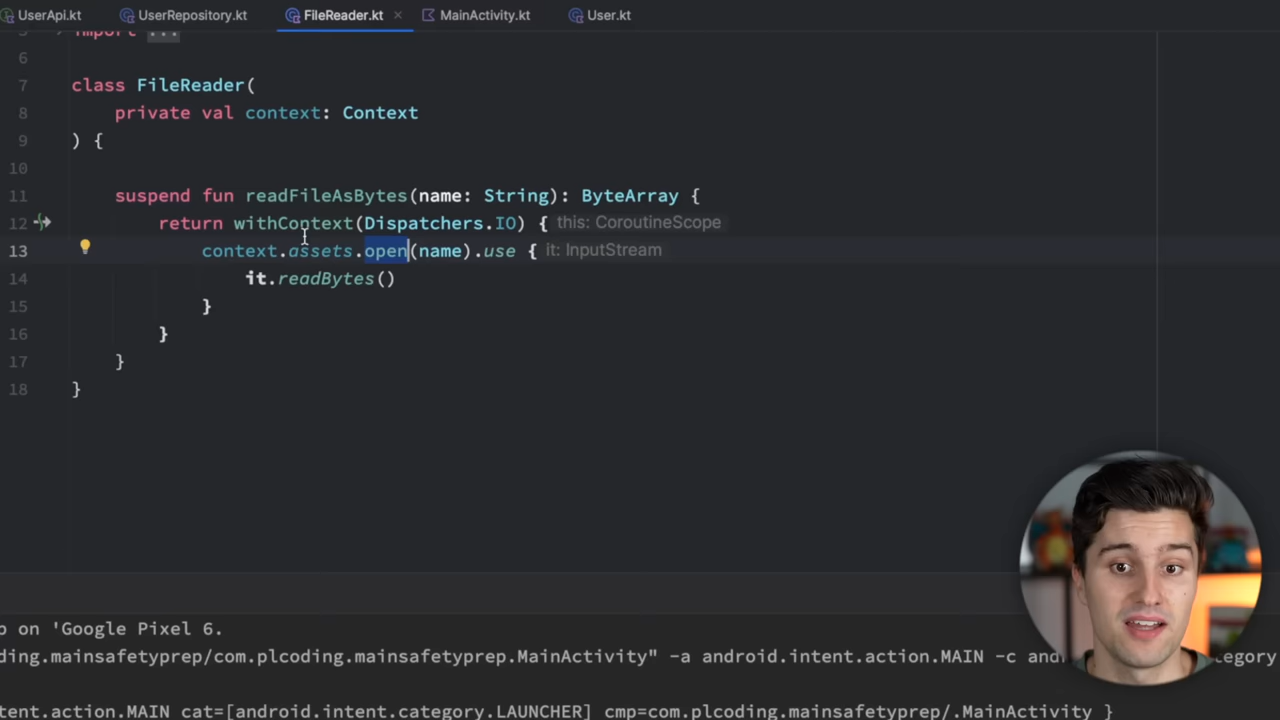 UserApi.kt UserRepository.kt FileReader.kt × MainActivity.kt User.kt
5 import ...
6
7 class FileReader(
8 private val context: Context
9 ) {
10
11 suspend fun readFileAsBytes(name: String): ByteArray {
12 return withContext(Dispatchers.IO) { this: CoroutineScope
13 context.assets.open(name).use { it: InputStream
14 it.readBytes()
15 }
16 }
17 }
18 }
p on 'Google Pixel 6.
ding.mainsafetyprep/com.plcoding.mainsafetyprep.MainActivity" -a android.intent.action.MAIN -c and tegory
tent.action.MAIN cat=[android.intent.category.LAUNCHER] cmp=com.plcoding.mainsafetyprep/.MainActivity }